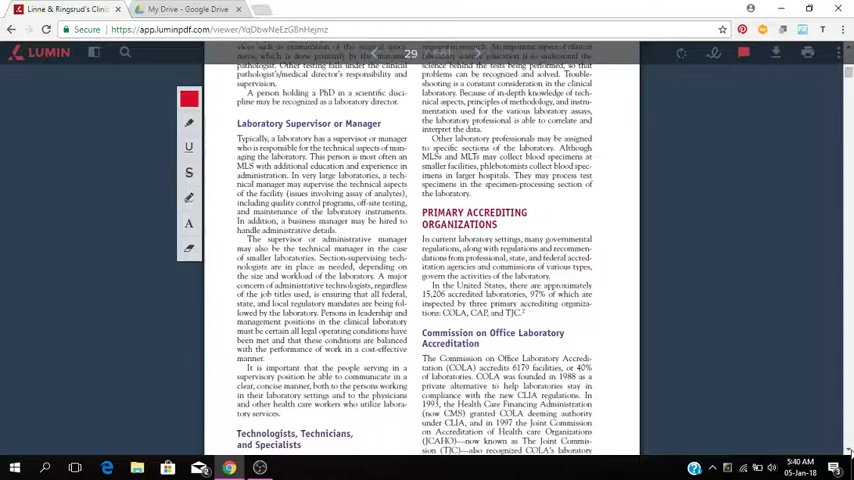 Linne & Ringsrud's Clinic
My Drive - Google Drive
Secure
https://app.luminpdf.com/viewer/YqDbwNeEzGBnHejmz
LUMIN
29
pathologist's/medical director's responsibility and
supervision.
A person holding a PhD in a scientific disci-
pline may be recognized as a laboratory director.
Laboratory Supervisor or Manager
Typically, a laboratory has a supervisor or manager
who is responsible for the technical aspects of man-
aging the laboratory. This person is most often an
MLS with additional education and experience in
administration. In very large laboratories, a tech-
nical manager may supervise the technical aspects
of the facility (issues involving assay of analytes),
including quality control programs, off-site testing,
and maintenance of the laboratory instruments.
In addition, a business manager may be hired to
handle administrative details.
The supervisor or administrative manager
may also be the technical manager in the case
of smaller laboratories. Section-supervising tech-
nologists are in place as needed, depending on
the size and workload of the laboratory. A major
concern of administrative technologists, regardless
of the job titles used, is ensuring that all federal,
state, and local regulatory mandates are being fol-
lowed by the laboratory. Persons in leadership and
management positions in the clinical laboratory
must be certain all legal operating conditions have
been met and that these conditions are balanced
with the performance of work in a cost-effective
manner.
It is important that the people serving in a
supervisory position be able to communicate in a
clear, concise manner, both to the persons working
in their laboratory settings and to the physicians
and other health care workers who utilize labora-
tory services.
Technologists, Technicians,
and Specialists
science behind the tests being performed, so that
problems can be recognized and solved. Trouble-
shooting is a constant consideration in the clinical
laboratory. Because of in-depth knowledge of tech-
nical aspects, principles of methodology, and instru-
mentation used for the various laboratory assays,
the laboratory professional is able to correlate and
interpret the data.
Other laboratory professionals may be assigned
to specific sections of the laboratory. Although
MLSs and MLTs may collect blood specimens at
smaller facilities, phlebotomists collect blood spec-
imens in larger hospitals. They may process test
specimens in the specimen-processing section of
the laboratory.
PRIMARY ACCREDITING
ORGANIZATIONS
In current laboratory settings, many governmental
regulations, along with regulations and recommen-
dations from professional, state, and federal accred-
itation agencies and commissions of various types,
govern the activities of the laboratory.
In the United States, there are approximately
15,206 accredited laboratories, 97% of which are
inspected by three primary accrediting organiza-
tions: COLA, CAP, and TJC.²
Commission on Office Laboratory
Accreditation
The Commission on Office Laboratory Accredi-
tation (COLA) accredits 6179 facilities, or 40%
of laboratories. COLA was founded in 1988 as a
private alternative to help laboratories stay in
compliance with the new CLIA regulations. In
1993, the Health Care Financing Administration
(now CMS) granted COLA deeming authority
under CLIA, and in 1997 the Joint Commission
on Accreditation of Health care Organizations
(JCAHO)—now known as The Joint Commis-
sion (TJC)—also recognized COLA's laboratory
5:40 AM
05-Jan-18